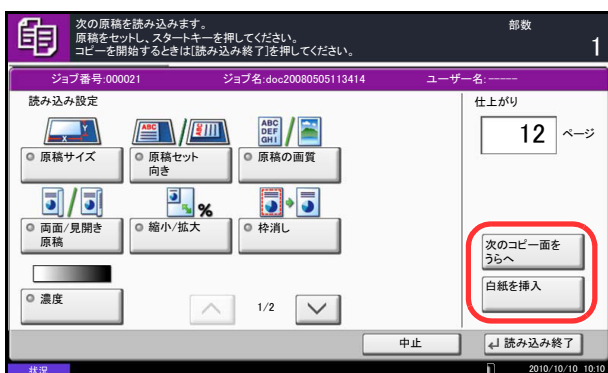 次の原稿を読み込みます。
原稿をセットし、スタートキーを押してください。
コピーを開始するときは[読み込み終了]を押してください。
部数
1
ジョブ番号:000021
ジョブ名:doc20080505113414
ユーザー名:-----
読み込み設定
仕上がり
12 ページ
ABC
ABC
DEF
GHI
原稿サイズ
原稿セット
向き
原稿の画質
%
両面/見開き
原稿
縮小/拡大
枠消し
次のコピー面を
うらへ
白紙を挿入
濃度
1/2
中止
読み込み終了
状況
2010/10/10 10:10